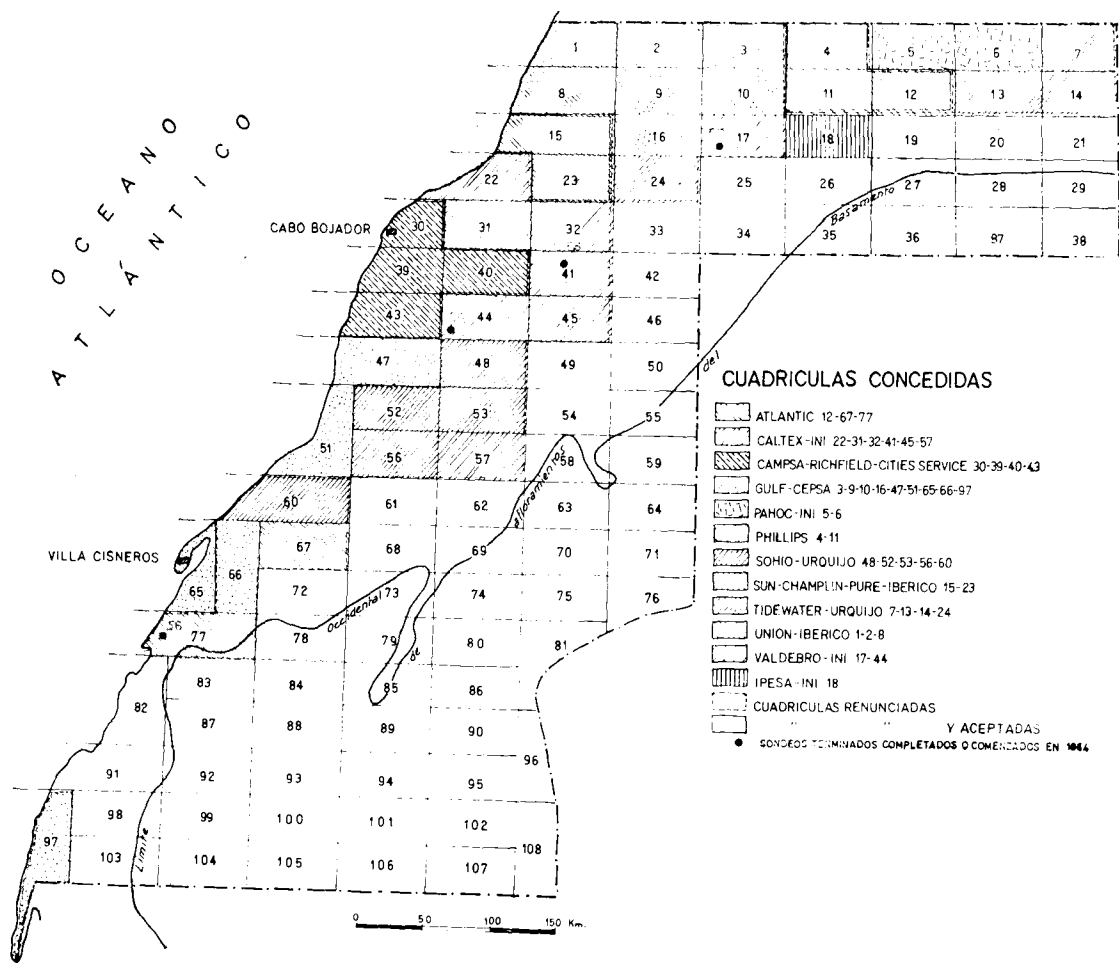 OCEANO
ATLÁNTICO
1 2 3 4 5 6 7
8 9 10 11 12 13 14
15 16 17 18 19 20 21
22 23 24 25 26 27 28 29
Basamento
CABO BOJADOR
30 31 32 33 34 35 36 97 38
39 40 41 42
43 44 45 46
47 48 49 50
del
51 52 53 54 55
56 57 58 59
afloramientos
60 61 62 63 64
VILLA CISNEROS
65 66 67 68 69 70 71
72 73 74 75 76
Occidental
56
77 78 79 80 81
de
82 83 84 85 86
87 88 89 90
91 92 93 94 95 96
97 98 99 100 101 102
Limite
103 104 105 106 107 108
0 50 100 150 Km.
CUADRICULAS CONCEDIDAS
ATLANTIC 12-67-77
CALTEX-INI 22-31-32-41-45-57
CAMPSA-RICHFIELD-CITIES SERVICE 30-39-40-43
GULF-CEPSA 3-9-10-16-47-51-65-66-97
PAHOC-INI 5-6
PHILLIPS 4-11
SOHIO-URQUIJO 48-52-53-56-60
SUN-CHAMPLIN-PURE-IBERICO 15-23
TIDEWATER-URQUIJO 7-13-14-24
UNION-IBERICO 1-2-8
VALDEBRO-INI 17-44
IPESA-INI 18
CUADRICULAS RENUNCIADAS
" " Y ACEPTADAS
SONDEOS TERMINADOS COMPLETADOS O COMENZADOS EN 1964